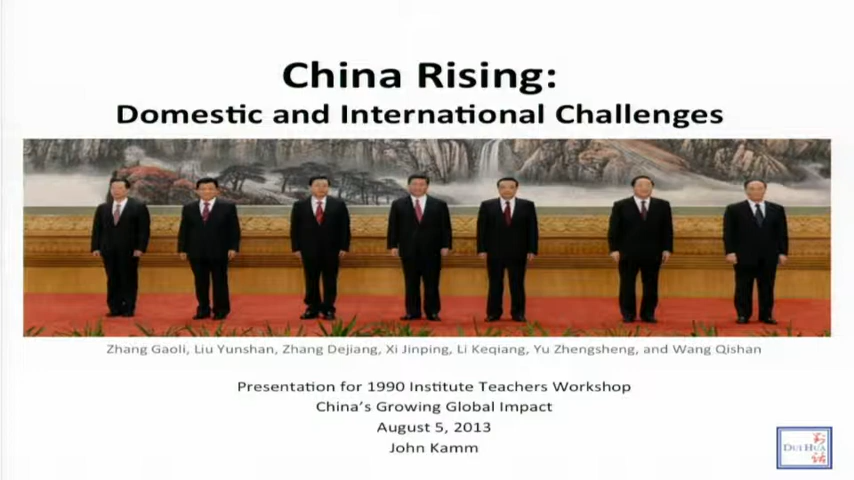 China Rising:
Domestic and International Challenges
Zhang Gaoli, Liu Yunshan, Zhang Dejiang, Xi Jinping, Li Keqiang, Yu Zhengsheng, and Wang Qishan
Presentation for 1990 Institute Teachers Workshop
China's Growing Global Impact
August 5, 2013
John Kamm
DUI HUA
对话